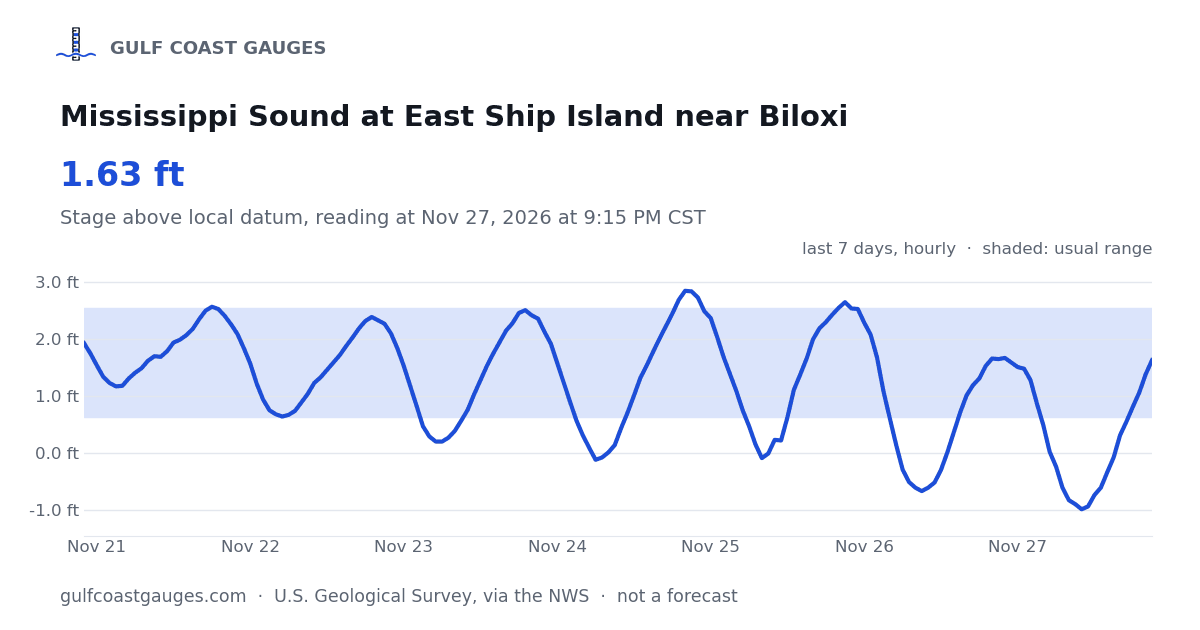 GULF COAST GAUGES
Mississippi Sound at East Ship Island near Biloxi
1.63 ft
Stage above local datum, reading at Nov 27, 2026 at 9:15 PM CST
last 7 days, hourly · shaded: usual range
3.0 ft
2.0 ft
1.0 ft
0.0 ft
-1.0 ft
Nov 21 Nov 22 Nov 23 Nov 24 Nov 25 Nov 26 Nov 27
gulfcoastgauges.com · U.S. Geological Survey, via the NWS · not a forecast